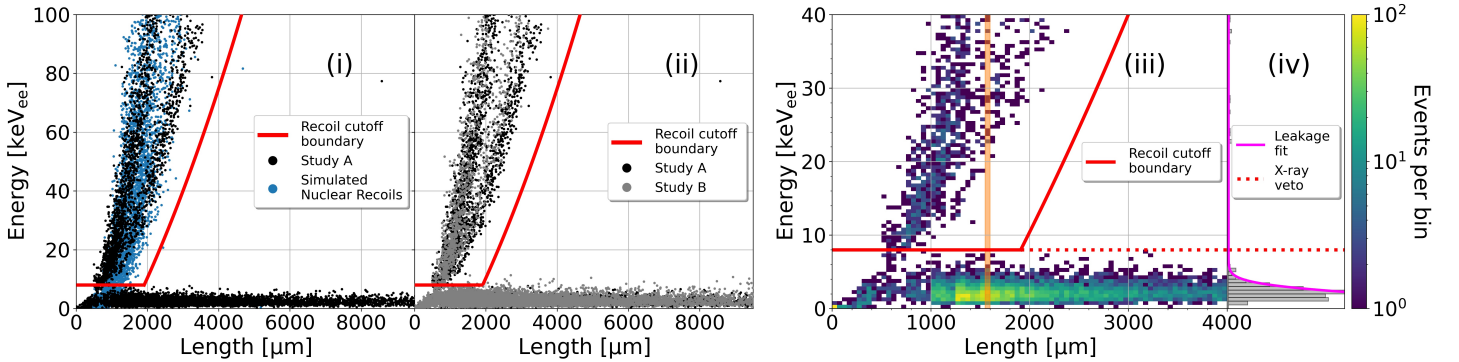 100
80
60
40
20
0
Energy [keVee]
(i)
Recoil cutoff
boundary
Study A
Simulated
Nuclear Recoils
0
2000
4000
6000
8000
Length [μm]
(ii)
Recoil cutoff
boundary
Study A
Study B
0
2000
4000
6000
8000
Length [μm]
40
30
20
10
0
Energy [keVee]
(iii)
Recoil cutoff
boundary
0
1000
2000
3000
4000
Length [μm]
(iv)
Leakage
fit
X-ray
veto
10²
10¹
10⁰
Events per bin